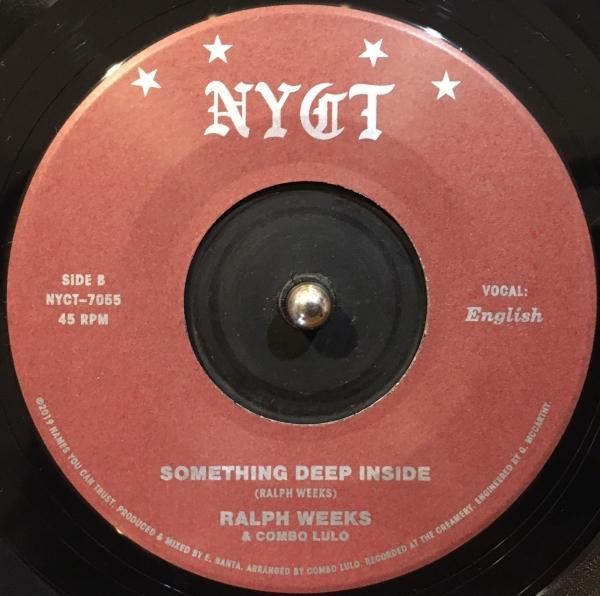 NYCT
SIDE B
NYCT-7055
45 RPM
VOCAL:
English
SOMETHING DEEP INSIDE
(RALPH WEEKS)
RALPH WEEKS
& COMBO LULO
©2019 NAMES YOU CAN TRUST. PRODUCED & MIXED BY E. BANTA. ARRANGED BY COMBO LULO. RECORDED AT THE CREAMERY. ENGINEERED BY Q. MCCARTHY.